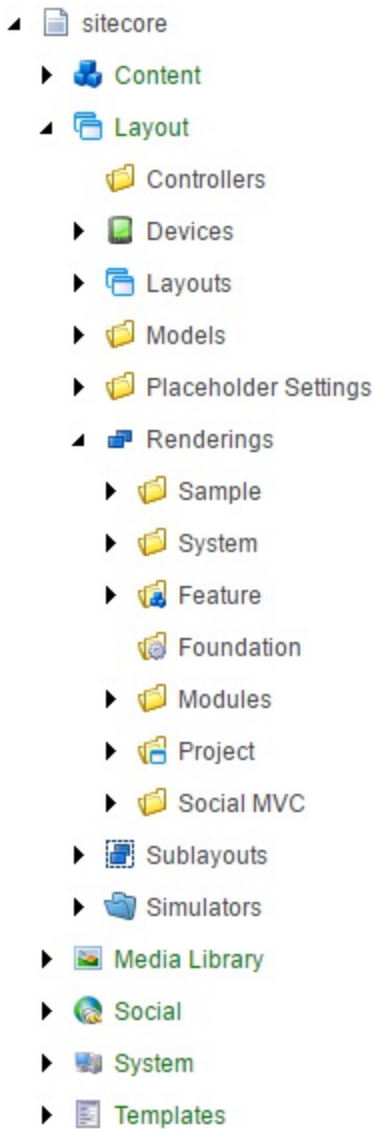 sitecore
Content
Layout
Controllers
Devices
Layouts
Models
Placeholder Settings
Renderings
Sample
System
Feature
Foundation
Modules
Project
Social MVC
Sublayouts
Simulators
Media Library
Social
System
Templates